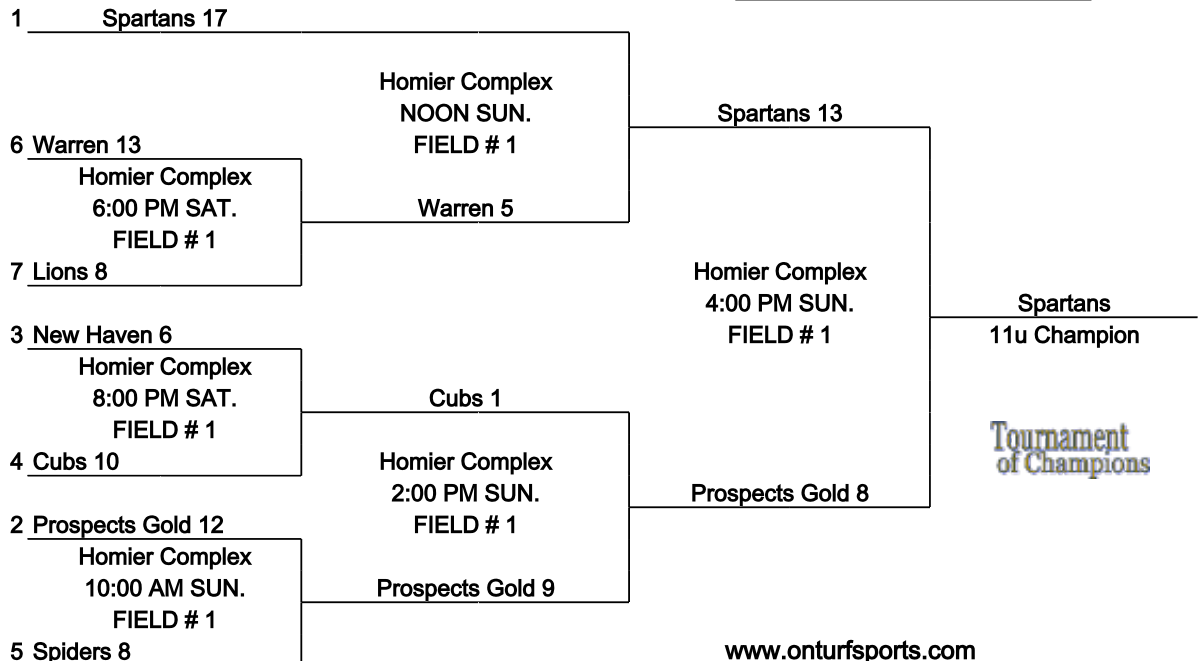 1 Spartans 17
Homier Complex
NOON SUN.
FIELD # 1
Spartans 13
6 Warren 13
Homier Complex
6:00 PM SAT.
FIELD # 1
Warren 5
7 Lions 8
Homier Complex
4:00 PM SUN.
FIELD # 1
Spartans
11u Champion
3 New Haven 6
Homier Complex
8:00 PM SAT.
FIELD # 1
Cubs 1
4 Cubs 10
Homier Complex
2:00 PM SUN.
FIELD # 1
Prospects Gold 8
Tournament
of Champions
2 Prospects Gold 12
Homier Complex
10:00 AM SUN.
FIELD # 1
Prospects Gold 9
5 Spiders 8
www.onturfsports.com